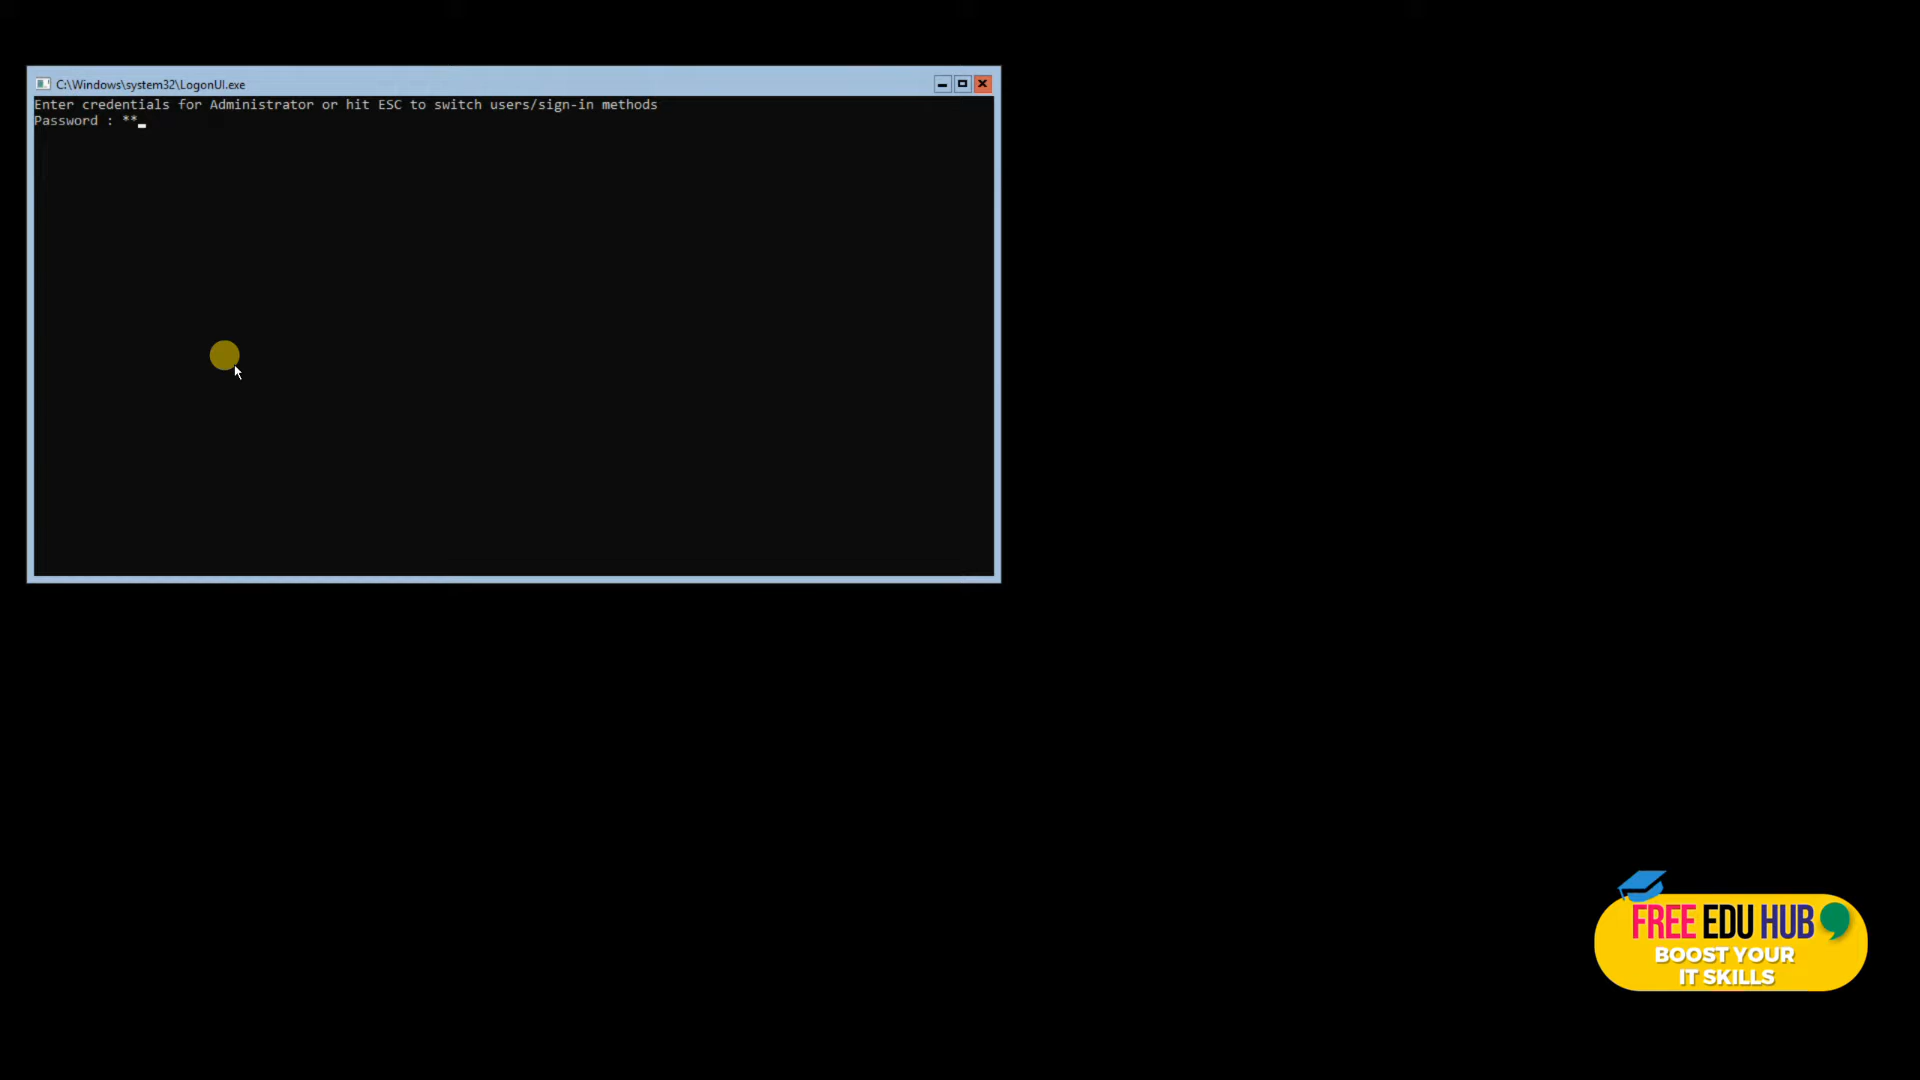 C:\Windows\system32\LogonUI.exe
Enter credentials for Administrator or hit ESC to switch users/sign-in methods
Password : **_
FREE EDU HUB
BOOST YOUR
IT SKILLS